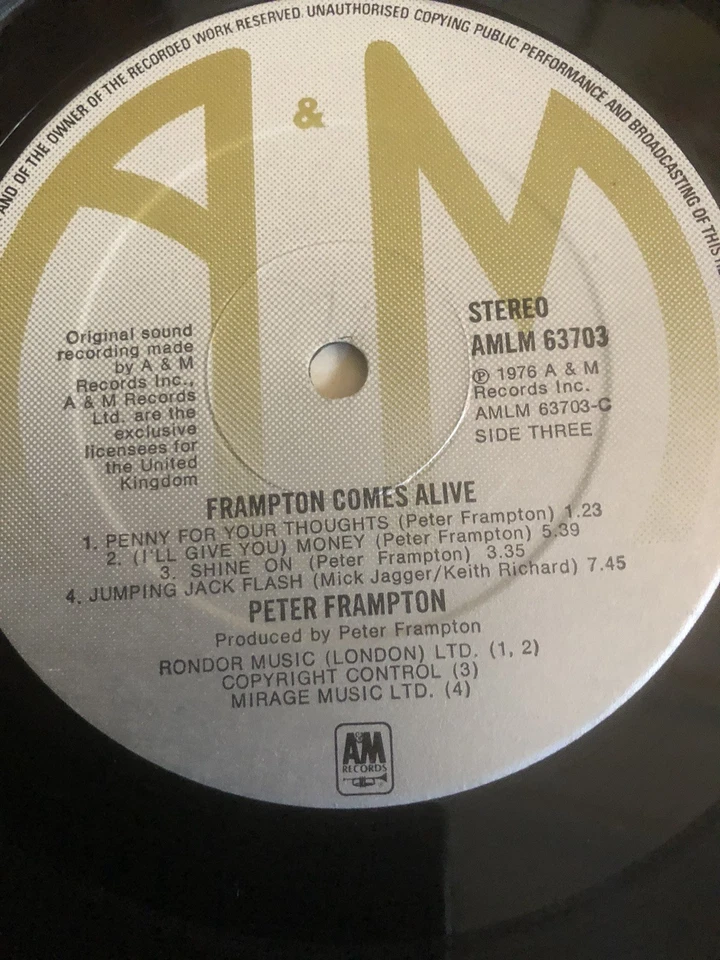 AND OF THE OWNER OF THE RECORDED WORK RESERVED. UNAUTHORISED COPYING PUBLIC PERFORMANCE AND BROADCASTING OF THIS
A & M
Original sound
recording made
by A & M
Records Inc.,
A & M Records
Ltd. are the
exclusive
licensees for
the United
Kingdom
STEREO
AMLM 63703
Ⓟ 1976 A & M
Records Inc.
AMLM 63703-C
SIDE THREE
FRAMPTON COMES ALIVE
1. PENNY FOR YOUR THOUGHTS (Peter Frampton) 1.23
2. (I'LL GIVE YOU) MONEY (Peter Frampton) 5.39
3. SHINE ON (Peter Frampton) 3.35
4. JUMPING JACK FLASH (Mick Jagger/Keith Richard) 7.45
PETER FRAMPTON
Produced by Peter Frampton
RONDOR MUSIC (LONDON) LTD. (1, 2)
COPYRIGHT CONTROL (3)
MIRAGE MUSIC LTD. (4)
A&M
RECORDS